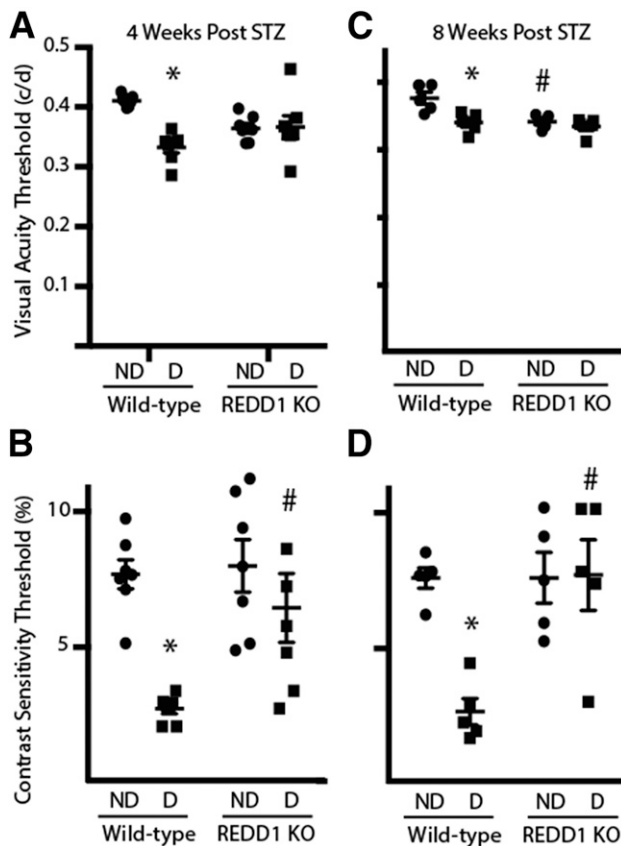 A
4 Weeks Post STZ
Visual Acuity Threshold (c/d)
0.5
0.4
0.3
0.2
0.1
*
ND D ND D
Wild-type REDD1 KO
C
8 Weeks Post STZ
*
#
ND D ND D
Wild-type REDD1 KO
B
Contrast Sensitivity Threshold (%)
10
5
*
#
ND D ND D
Wild-type REDD1 KO
D
*
#
ND D ND D
Wild-type REDD1 KO